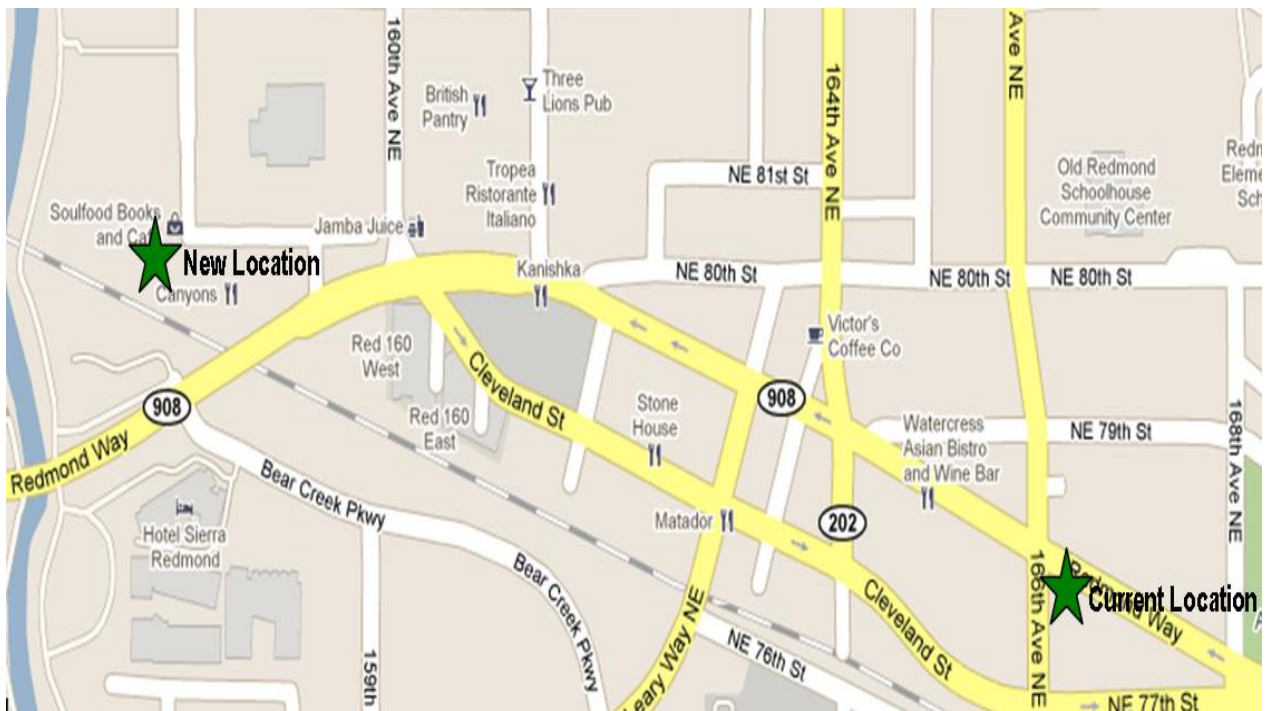 160th Ave NE
British
Pantry
Three
Lions Pub
164th Ave NE
Ave NE
Tropea
Ristorante
Italiano
NE 81st St
Old Redmond
Schoolhouse
Community Center
Soulfood Books
and
New Location
Canyons
Jamba Juice
Kanishka
NE 80th St
NE 80th St
NE 80th St
Victor's
Coffee Co
Red 160
West
Cleveland St
Red 160
East
Stone
House
908
908
Watercress
Asian Bistro
and Wine Bar
NE 79th St
168th Ave NE
Redmond Way
Bear Creek Pkwy
Hotel Sierra
Redmond
Matador
202
Bear Creek Pkwy
159th
Leary Way NE
NE 76th St
Cleveland St
166th Ave NE
Redmond Way
Current Location
NE 77th St